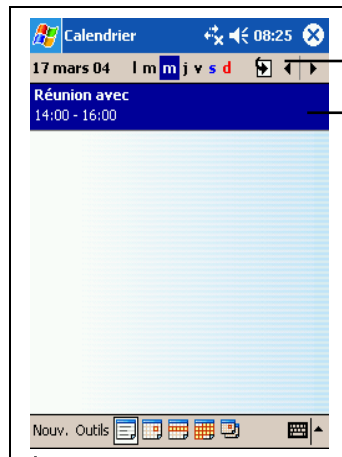 Calendrier 08:25
17 mars 04 l m m j v s d
Réunion avec
14:00 - 16:00
Nouv. Outils